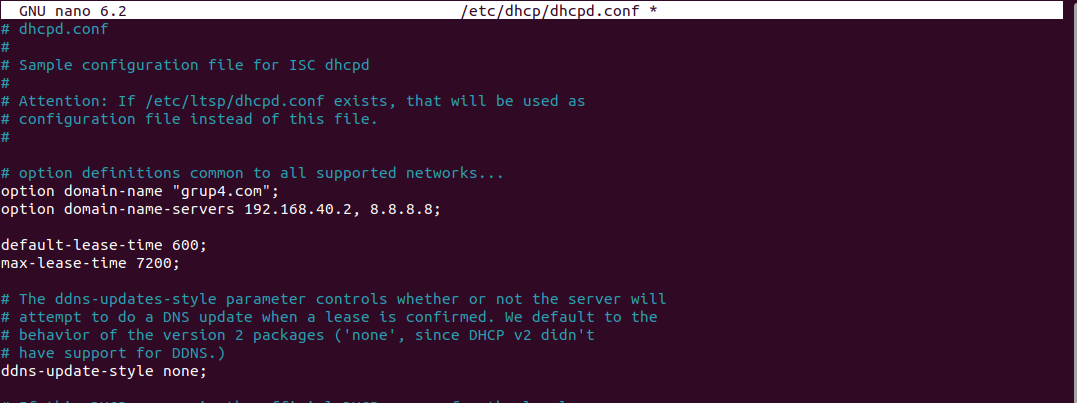 GNU nano 6.2 /etc/dhcp/dhcpd.conf *
# dhcpd.conf
#
# Sample configuration file for ISC dhcpd
#
# Attention: If /etc/ltsp/dhcpd.conf exists, that will be used as
# configuration file instead of this file.
#
# option definitions common to all supported networks...
option domain-name "grup4.com";
option domain-name-servers 192.168.40.2, 8.8.8.8;
default-lease-time 600;
max-lease-time 7200;
# The ddns-updates-style parameter controls whether or not the server will
# attempt to do a DNS update when a lease is confirmed. We default to the
# behavior of the version 2 packages ('none', since DHCP v2 didn't
# have support for DDNS.)
ddns-update-style none;